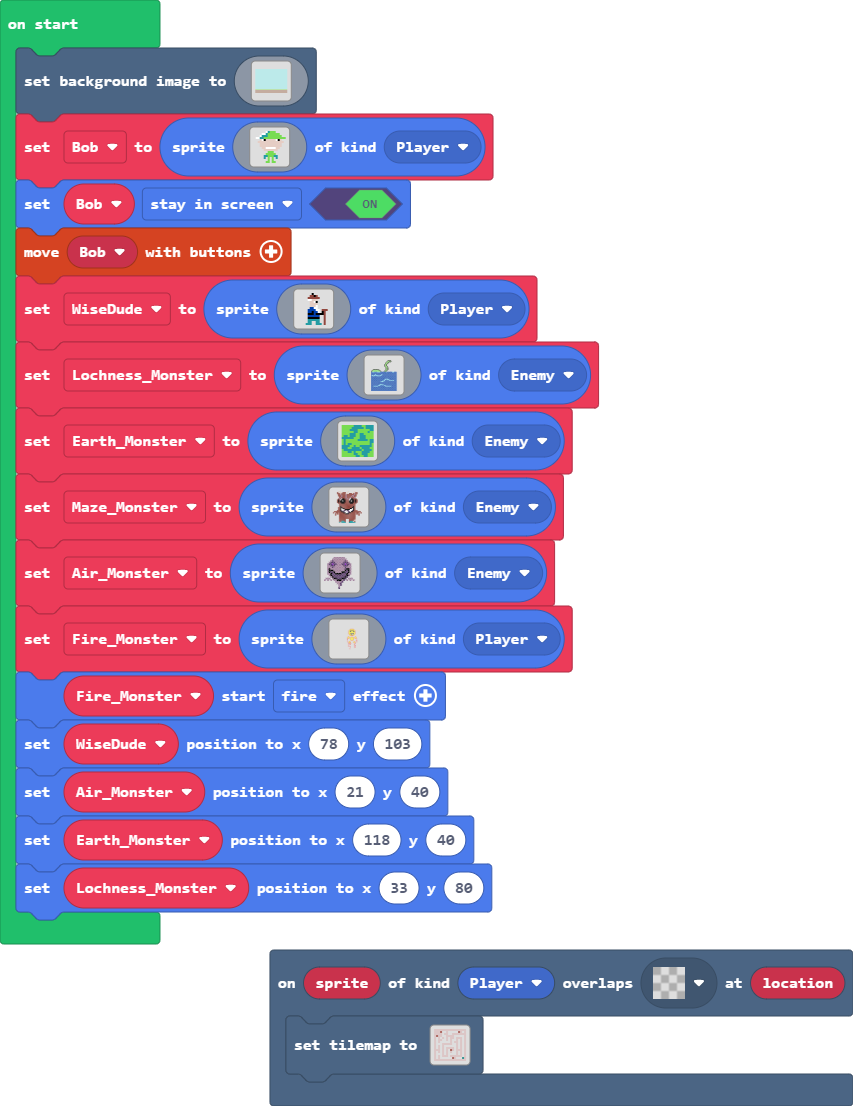 on start
set background image to
set Bob to sprite of kind Player
set Bob stay in screen ON
move Bob with buttons
set WiseDude to sprite of kind Player
set Lochness_Monster to sprite of kind Enemy
set Earth_Monster to sprite of kind Enemy
set Maze_Monster to sprite of kind Enemy
set Air_Monster to sprite of kind Enemy
set Fire_Monster to sprite of kind Player
Fire_Monster start fire effect
set WiseDude position to x 78 y 103
set Air_Monster position to x 21 y 40
set Earth_Monster position to x 118 y 40
set Lochness_Monster position to x 33 y 80
on sprite of kind Player overlaps at location
set tilemap to